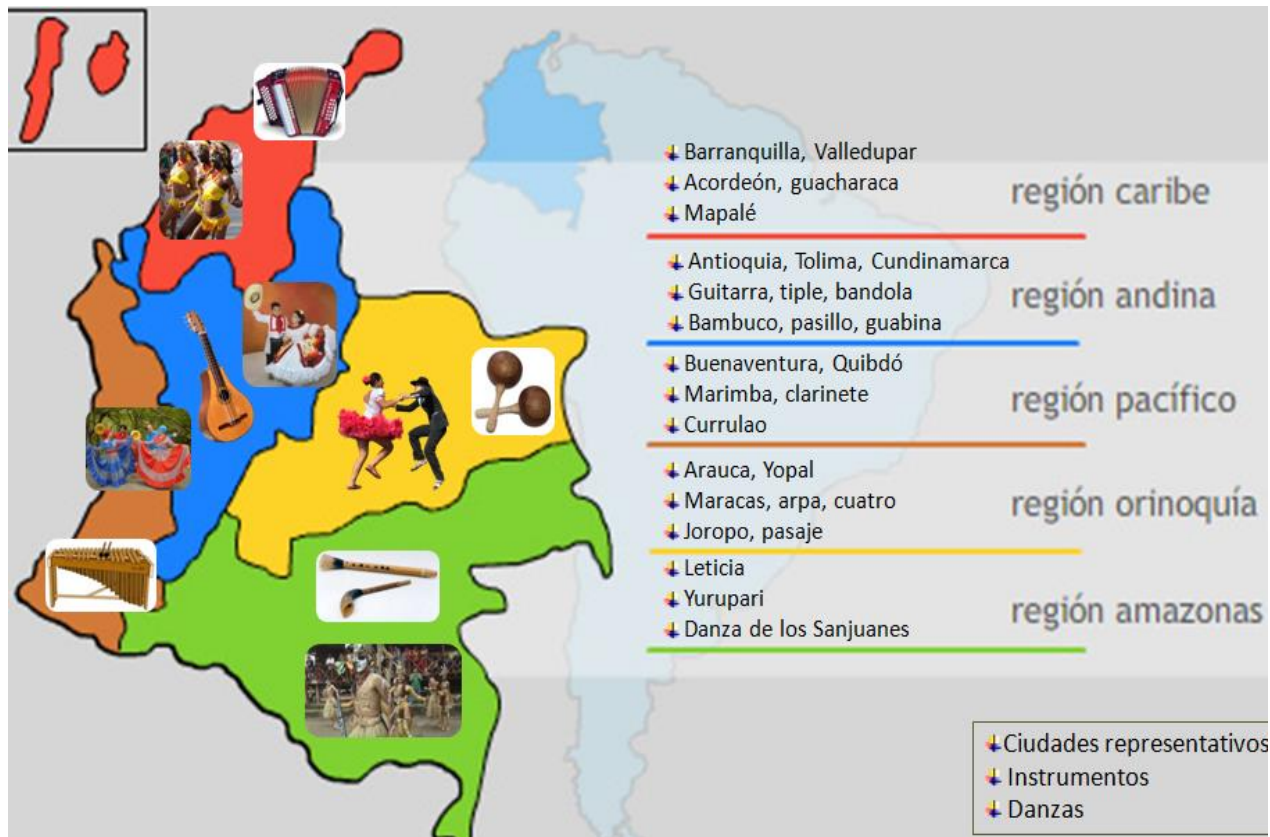 Barranquilla, Valledupar
Acordeón, guacharaca
Mapalé
región caribe
Antioquia, Tolima, Cundinamarca
Guitarra, tiple, bandola
Bambuco, pasillo, guabina
región andina
Buenaventura, Quibdó
Marimba, clarinete
Currulao
región pacífico
Arauca, Yopal
Maracas, arpa, cuatro
Joropo, pasaje
región orinoquía
Leticia
Yurupari
Danza de los Sanjuanes
región amazonas
Ciudades representativos
Instrumentos
Danzas